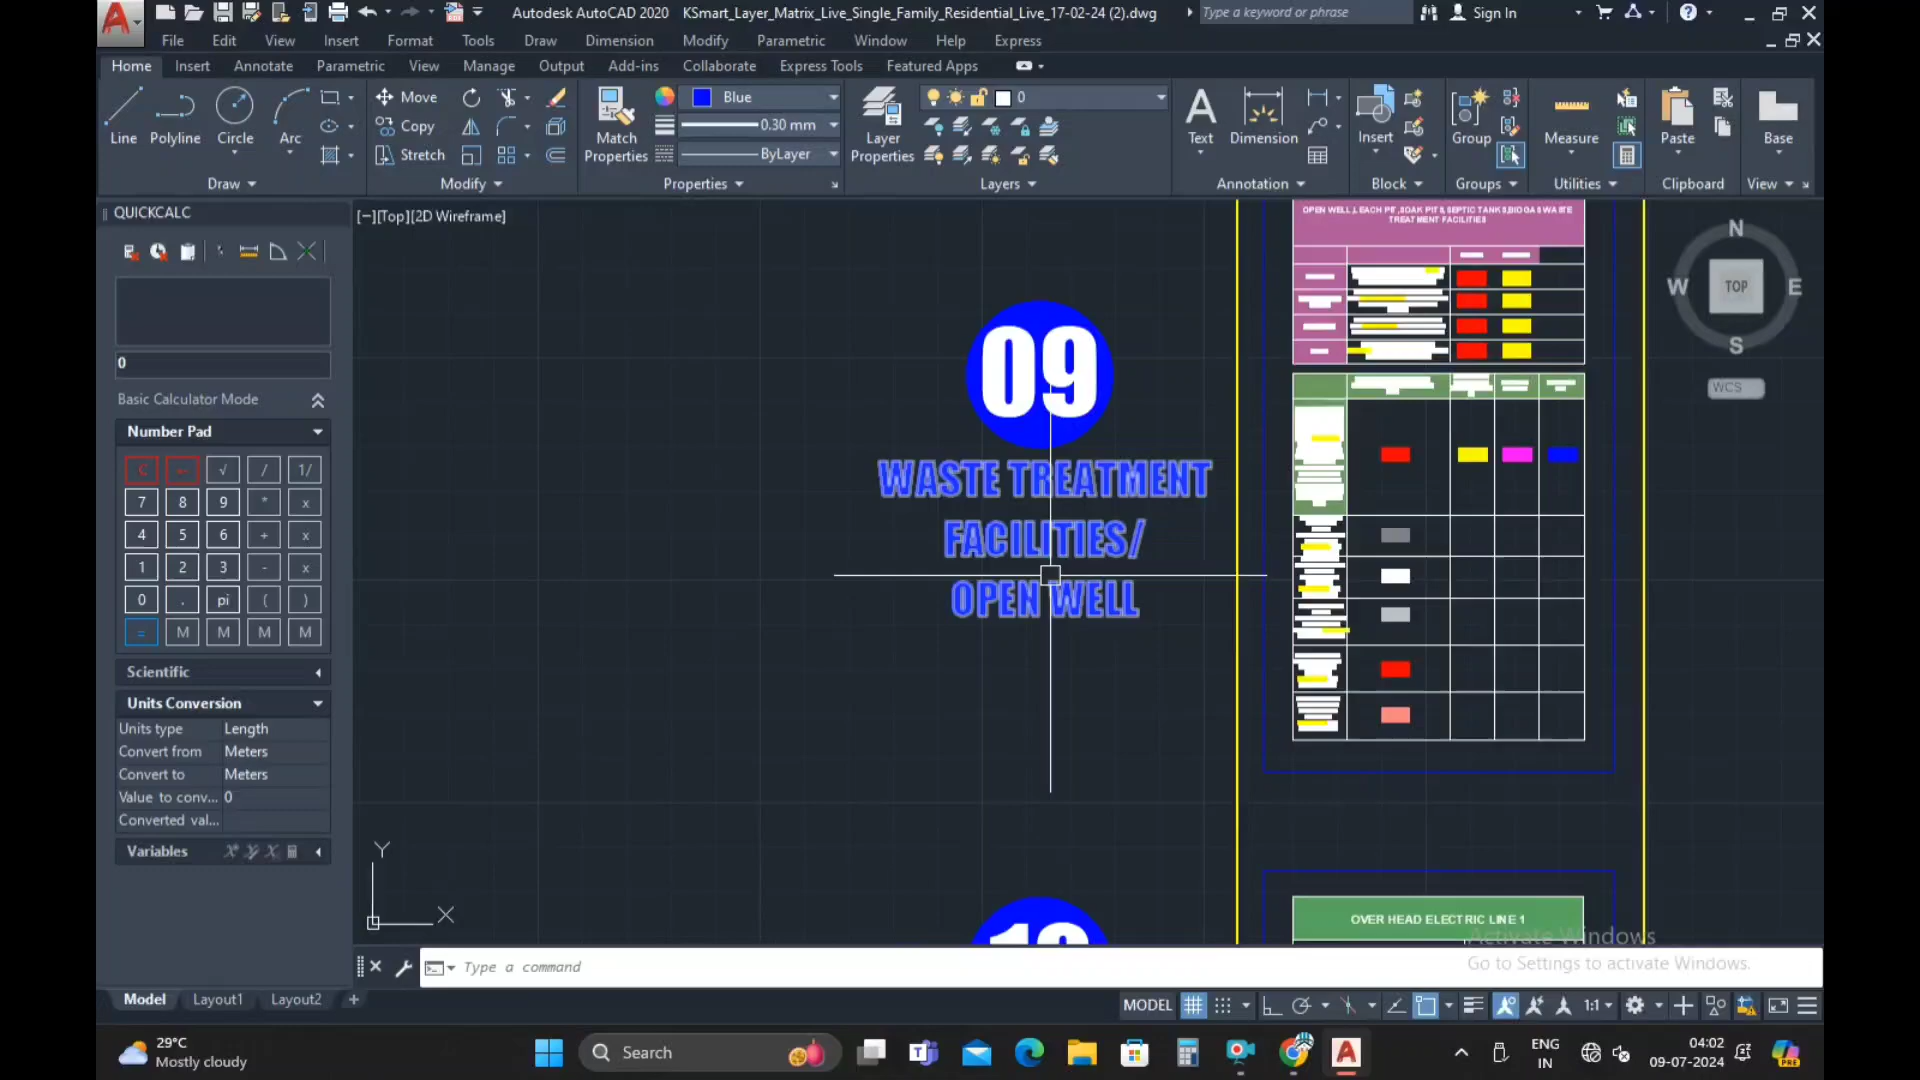 Autodesk AutoCAD 2020 KSmart_Layer_Matrix_Live_Single_Family_Residential_Live_17-02-24 (2).dwg
Type a keyword or phrase
Sign In
File Edit View Insert Format Tools Draw Dimension Modify Parametric Window Help Express
Home Insert Annotate Parametric View Manage Output Add-ins Collaborate Express Tools Featured Apps
Line Polyline Circle Arc
Move
Copy
Stretch
Match Properties
Blue
0.30 mm
ByLayer
Layer Properties
0
Text Dimension
Insert
Group
Measure
Paste
Base
Draw Modify Properties Layers Annotation Block Groups Utilities Clipboard View
QUICKCALC
0
Basic Calculator Mode
Number Pad
C √ / 1/
7 8 9 * x
4 5 6 + x
1 2 3 - x
0 . pi ( )
= M M M M
Scientific
Units Conversion
Units type Length
Convert from Meters
Convert to Meters
Value to conv... 0
Converted val...
Variables
[−][Top][2D Wireframe]
09
WASTE TREATMENT
FACILITIES/
OPEN WELL
OVER HEAD ELECTRIC LINE 1
N
W TOP E
S
WCS
Y
X
Activate Windows
Go to Settings to activate Windows.
Type a command
Model Layout1 Layout2 +
MODEL 1:1
29°C
Mostly cloudy
Search
ENG
IN
04:02
09-07-2024